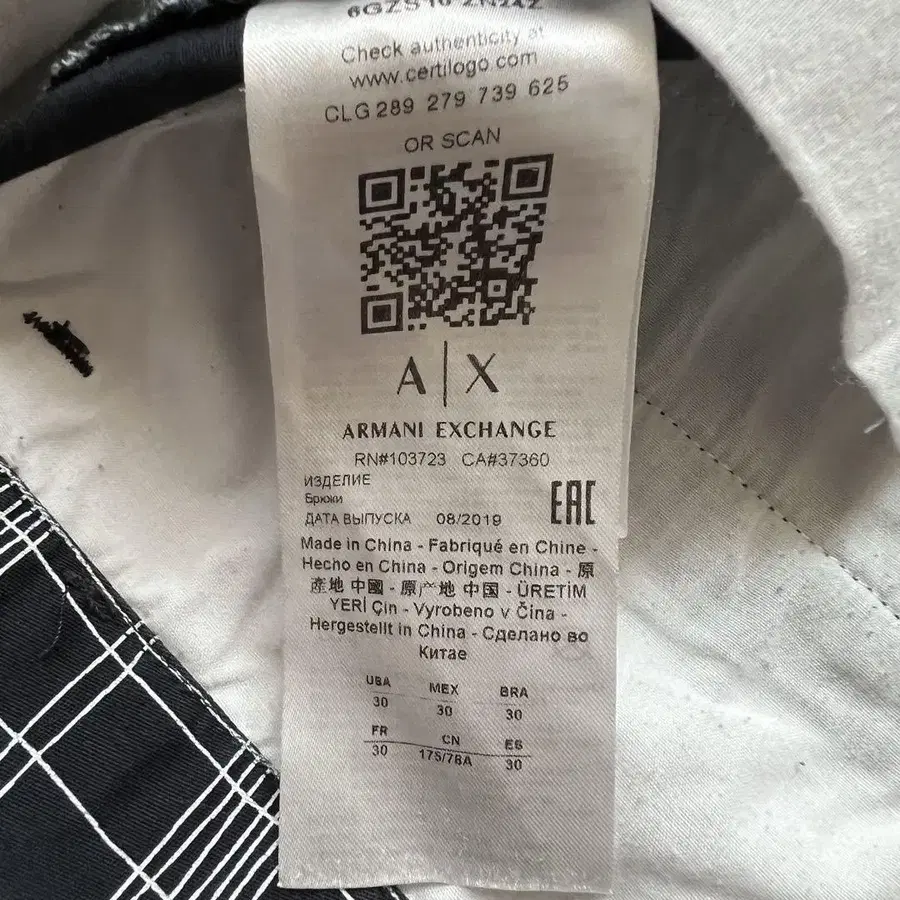 Check authenticity at
www.certilogo.com
CLG 289 279 739 625
OR SCAN
A|X
ARMANI EXCHANGE
RN#103723 CA#37360
ИЗДЕЛИЕ
Брюки
ДАТА ВЫПУСКА 08/2019
EAC
Made in China - Fabriqué en Chine -
Hecho en China - Origem China - 原
產地 中國 - 原产地 中国 - ÜRETİM
YERİ Çin - Vyrobeno v Čína -
Hergestellt in China - Сделано во
Китае
USA MEX BRA
30 30 30
FR CN ES
30 175/78A 30